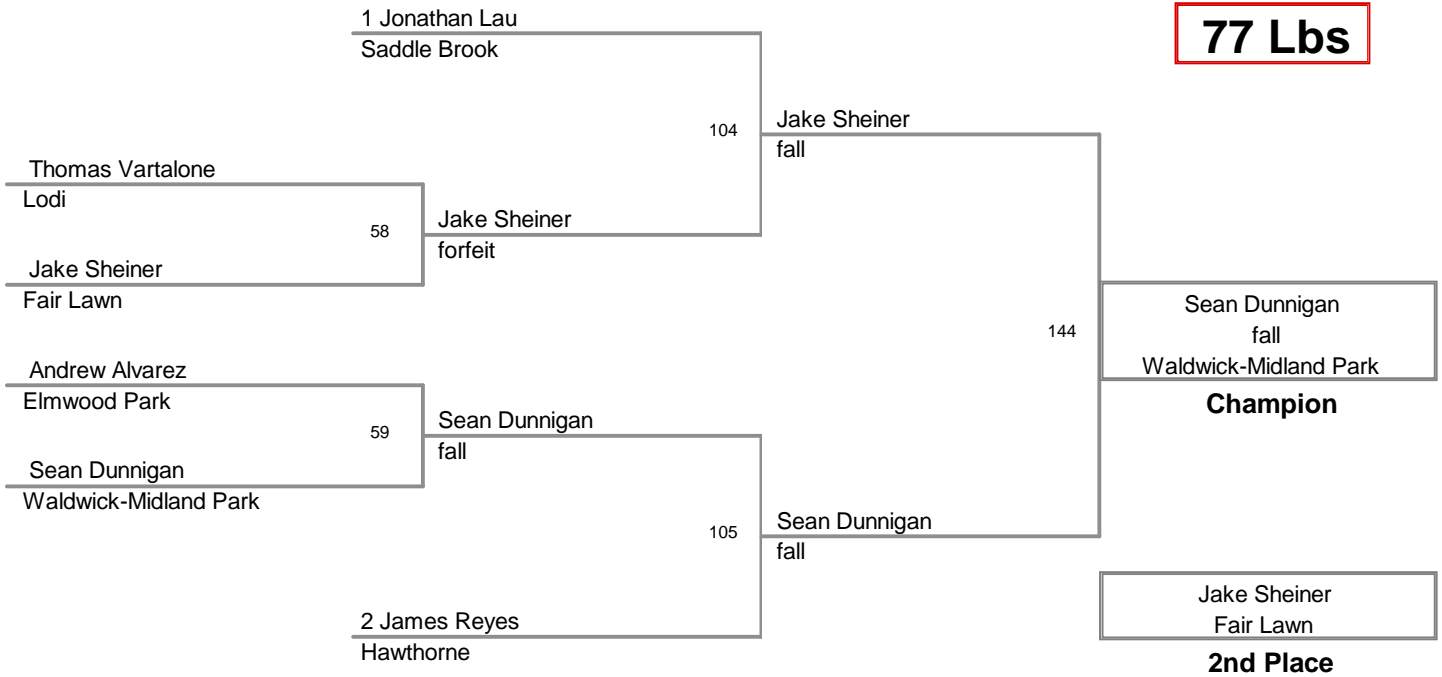 1 Jonathan Lau
Saddle Brook
77 Lbs
104
Jake Sheiner
fall
Thomas Vartalone
Lodi
58
Jake Sheiner
forfeit
Jake Sheiner
Fair Lawn
144
Sean Dunnigan
fall
Waldwick-Midland Park
Champion
Andrew Alvarez
Elmwood Park
59
Sean Dunnigan
fall
Sean Dunnigan
Waldwick-Midland Park
105
Sean Dunnigan
fall
2 James Reyes
Hawthorne
Jake Sheiner
Fair Lawn
2nd Place